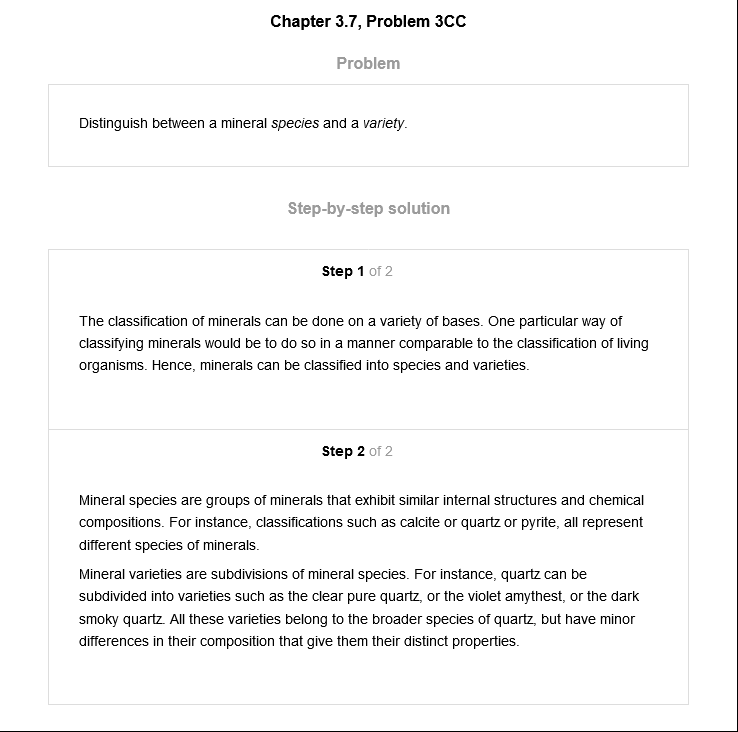 Chapter 3.7, Problem 3CC
Problem
Distinguish between a mineral species and a variety.
Step-by-step solution
Step 1 of 2
The classification of minerals can be done on a variety of bases. One particular way of
classifying minerals would be to do so in a manner comparable to the classification of living
organisms. Hence, minerals can be classified into species and varieties.
Step 2 of 2
Mineral species are groups of minerals that exhibit similar internal structures and chemical
compositions. For instance, classifications such as calcite or quartz or pyrite, all represent
different species of minerals.
Mineral varieties are subdivisions of mineral species. For instance, quartz can be
subdivided into varieties such as the clear pure quartz, or the violet amythest, or the dark
smoky quartz. All these varieties belong to the broader species of quartz, but have minor
differences in their composition that give them their distinct properties.